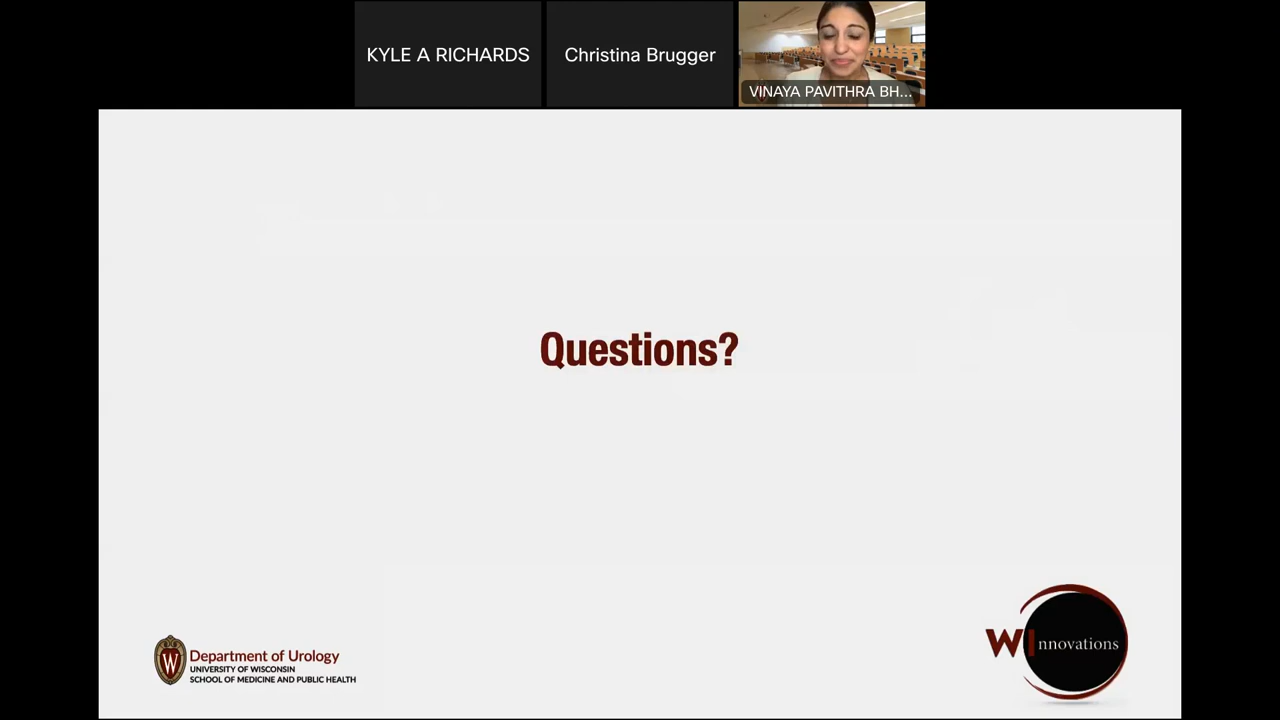 KYLE A RICHARDS
Christina Brugger
VINAYA PAVITHRA BH...
Questions?
W
Department of Urology
UNIVERSITY OF WISCONSIN
SCHOOL OF MEDICINE AND PUBLIC HEALTH
WInnovations